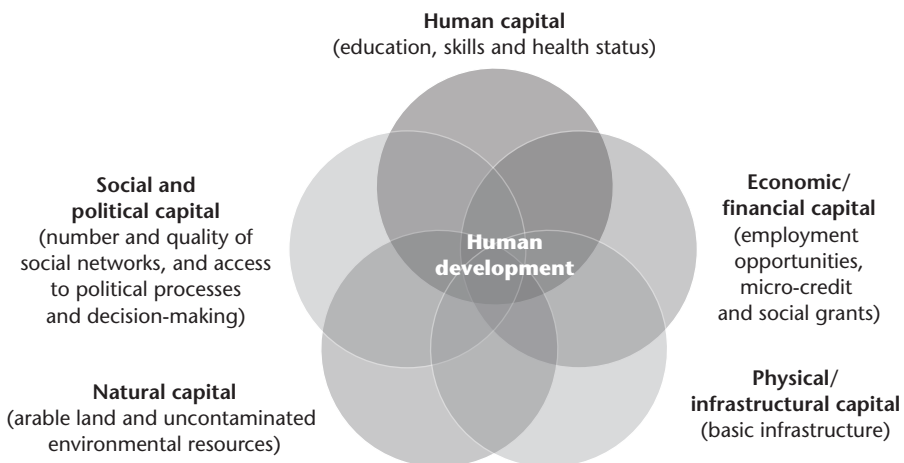 Human capital
(education, skills and health status)
Social and
political capital
(number and quality of
social networks, and access
to political processes
and decision-making)
Economic/
financial capital
(employment
opportunities,
micro-credit
and social grants)
Human
development
Natural capital
(arable land and uncontaminated
environmental resources)
Physical/
infrastructural capital
(basic infrastructure)